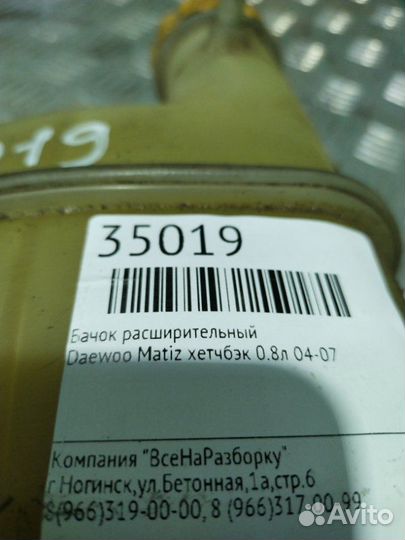 019
35019
Бачок расширительный
Daewoo Matiz хетчбэк 0.8л 04-07
Компания "ВсеНаРазборку"
г Ногинск,ул.Бетонная,1а,стр.6
8(966)319-00-00, 8 (966)317-00-99
Avito